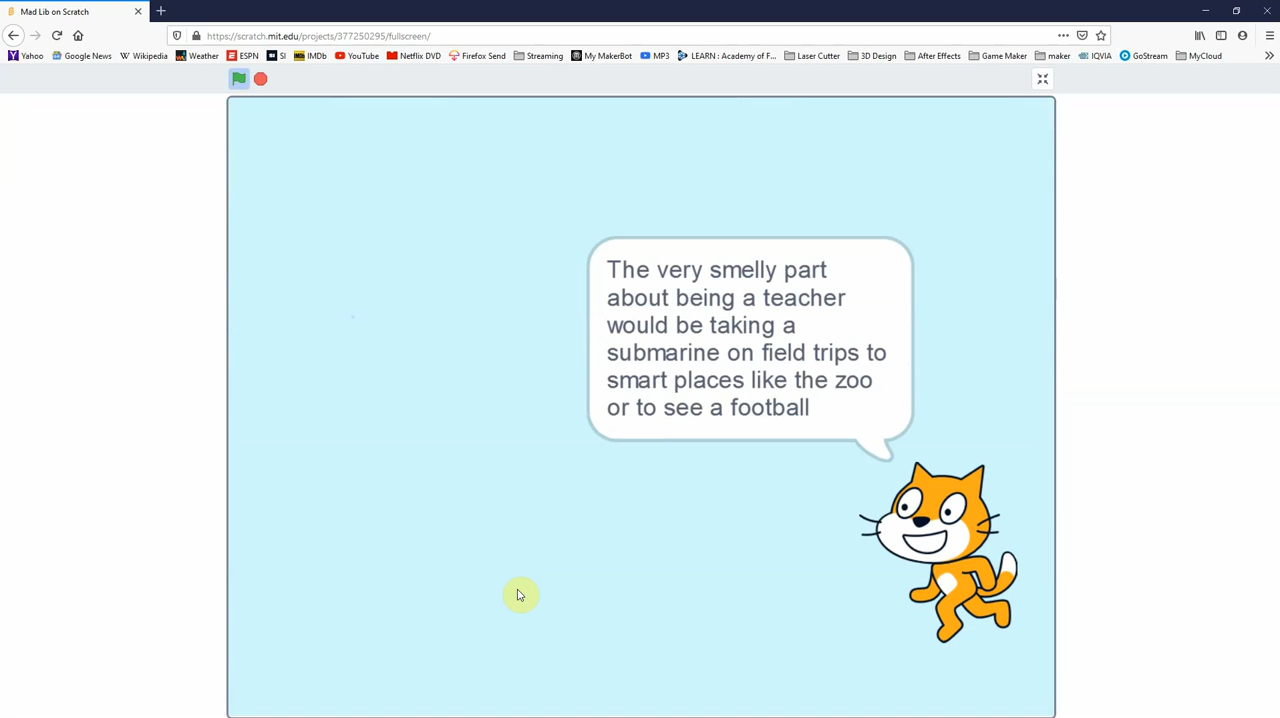 Mad Lib on Scratch
https://scratch.mit.edu/projects/377250295/fullscreen/
Yahoo Google News Wikipedia Weather ESPN SI IMDb YouTube Netflix DVD Firefox Send Streaming My MakerBot MP3 LEARN : Academy of F... Laser Cutter 3D Design After Effects Game Maker maker IQVIA GoStream MyCloud
The very smelly part
about being a teacher
would be taking a
submarine on field trips to
smart places like the zoo
or to see a football